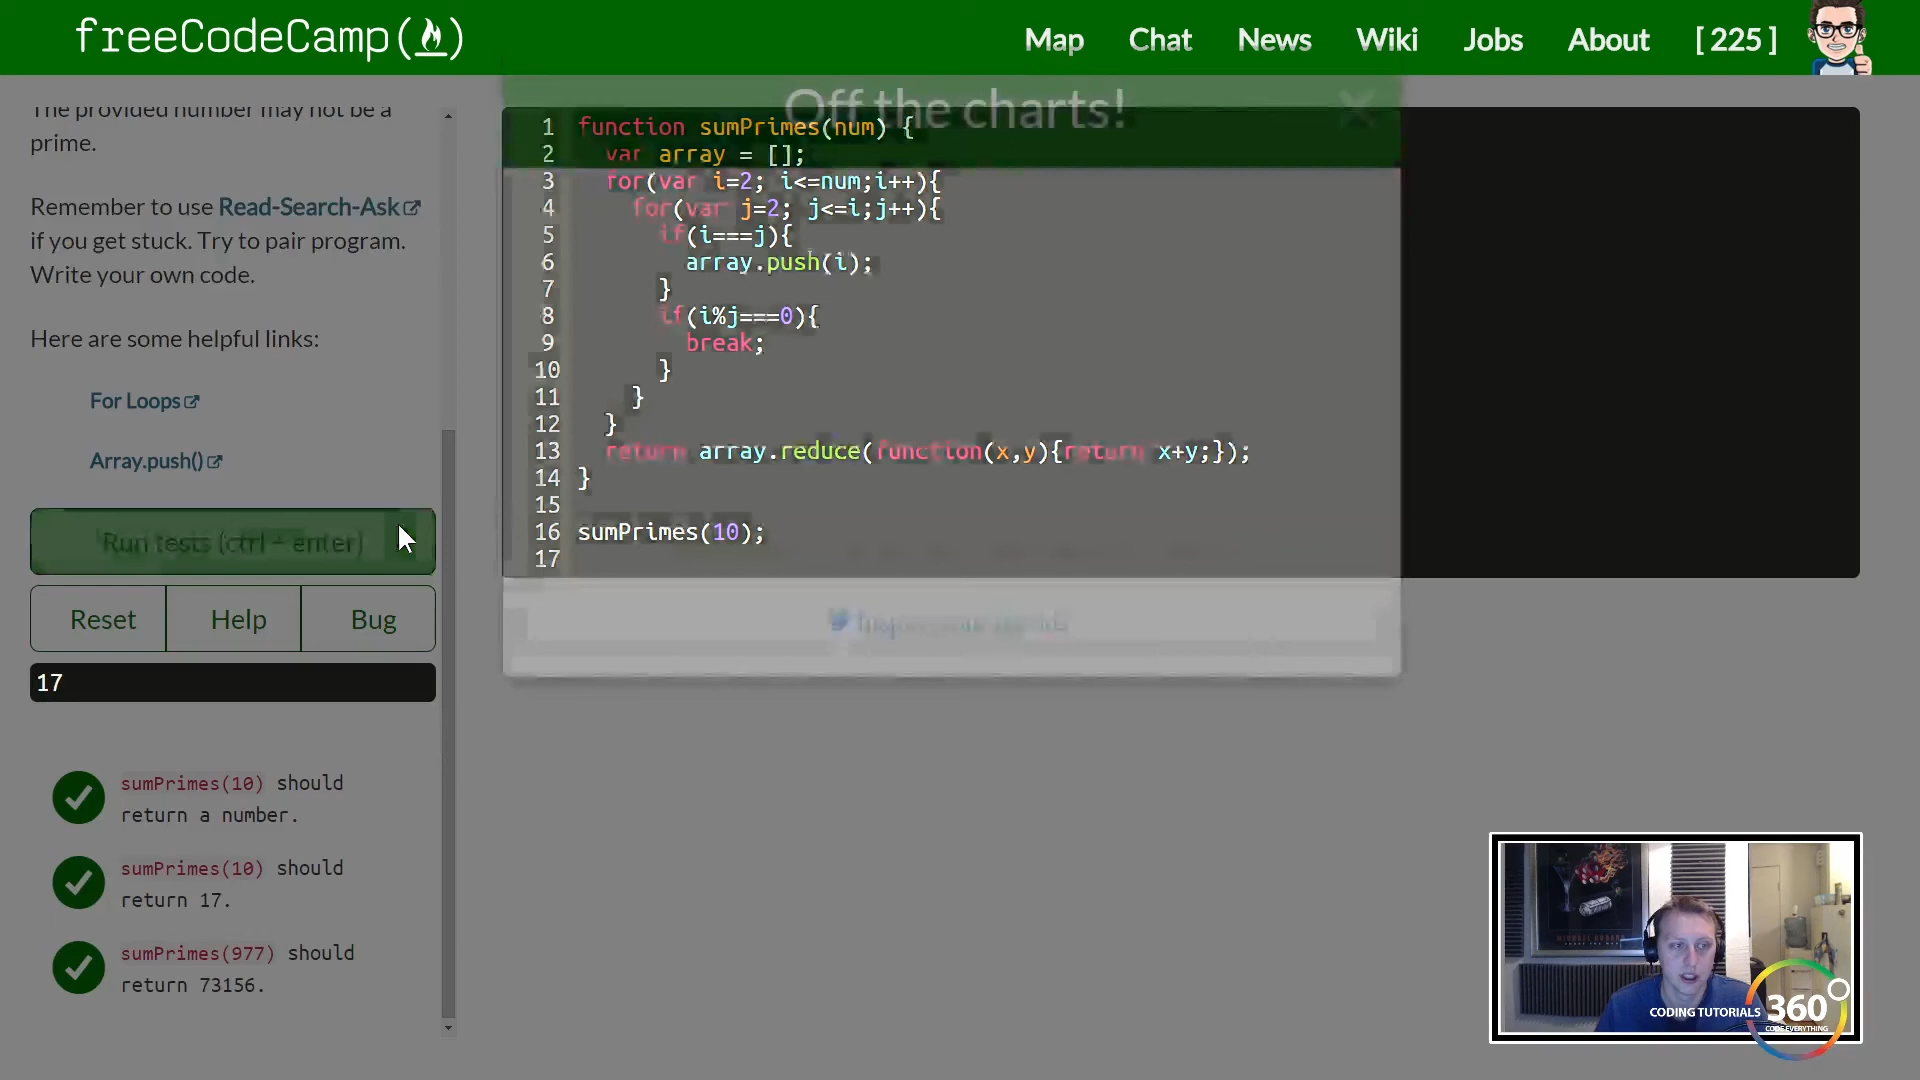 freeCodeCamp
Map Chat News Wiki Jobs About [ 225 ]
The provided number may not be a
prime.
Remember to use Read-Search-Ask
if you get stuck. Try to pair program.
Write your own code.
Here are some helpful links:
For Loops
Array.push()
Run tests (ctrl + enter)
Reset Help Bug
17
sumPrimes(10) should
return a number.
sumPrimes(10) should
return 17.
sumPrimes(977) should
return 73156.
Off the charts!
1 function sumPrimes(num) {
2 var array = [];
3 for(var i=2; i<=num;i++){
4 for(var j=2; j<=i;j++){
5 if(i===j){
6 array.push(i);
7 }
8 if(i%j===0){
9 break;
10 }
11 }
12 }
13 return array.reduce(function(x,y){return x+y;});
14 }
15
16 sumPrimes(10);
17
CODING TUTORIALS 360
CODE EVERYTHING